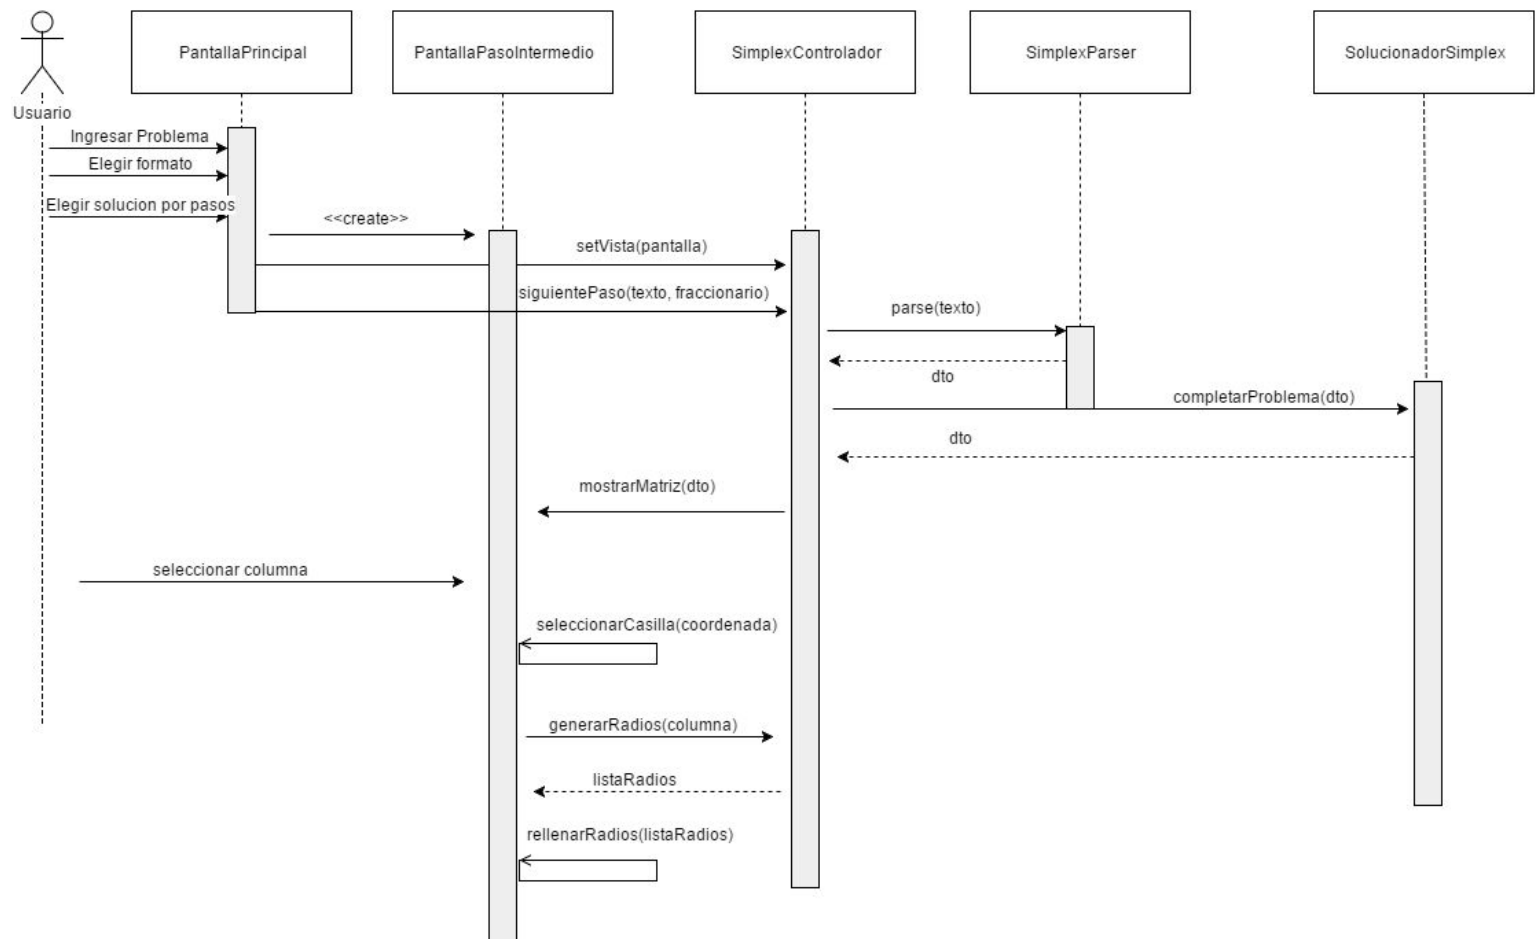 PantallaPrincipal
PantallaPasoIntermedio
SimplexControlador
SimplexParser
SolucionadorSimplex
Usuario
Ingresar Problema
Elegir formato
Elegir solucion por pasos
<<create>>
setVista(pantalla)
siguientePaso(texto, fraccionario)
parse(texto)
dto
completarProblema(dto)
dto
mostrarMatriz(dto)
seleccionar columna
seleccionarCasilla(coordenada)
generarRadios(columna)
listaRadios
rellenarRadios(listaRadios)